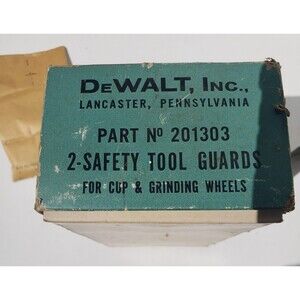 DEWALT, INC.,
LANCASTER, PENNSYLVANIA
PART Nº 201303
2-SAFETY TOOL GUARDS
FOR CUP & GRINDING WHEELS